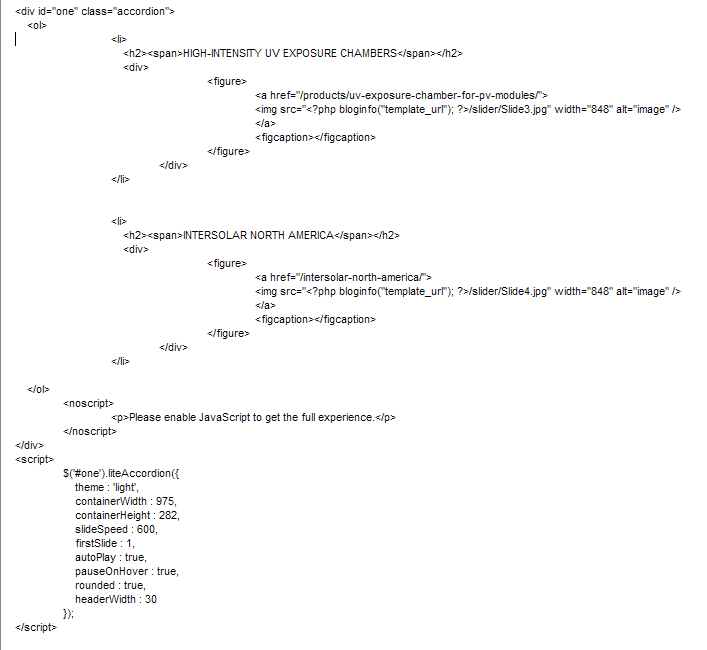 <div id="one" class="accordion">
<ol>
<li>
<h2><span>HIGH-INTENSITY UV EXPOSURE CHAMBERS</span></h2>
<div>
<figure>
<a href="/products/uv-exposure-chamber-for-pv-modules/">
<img src="<?php bloginfo("template_url"); ?>/slider/Slide3.jpg" width="848" alt="image" />
</a>
<figcaption></figcaption>
</figure>
</div>
</li>
<li>
<h2><span>INTERSOLAR NORTH AMERICA</span></h2>
<div>
<figure>
<a href="/intersolar-north-america/">
<img src="<?php bloginfo("template_url"); ?>/slider/Slide4.jpg" width="848" alt="image" />
</a>
<figcaption></figcaption>
</figure>
</div>
</li>
</ol>
<noscript>
<p>Please enable JavaScript to get the full experience.</p>
</noscript>
</div>
<script>
$('#one').liteAccordion({
theme : 'light',
containerWidth : 975,
containerHeight : 282,
slideSpeed : 600,
firstSlide : 1,
autoPlay : true,
pauseOnHover : true,
rounded : true,
headerWidth : 30
});
</script>